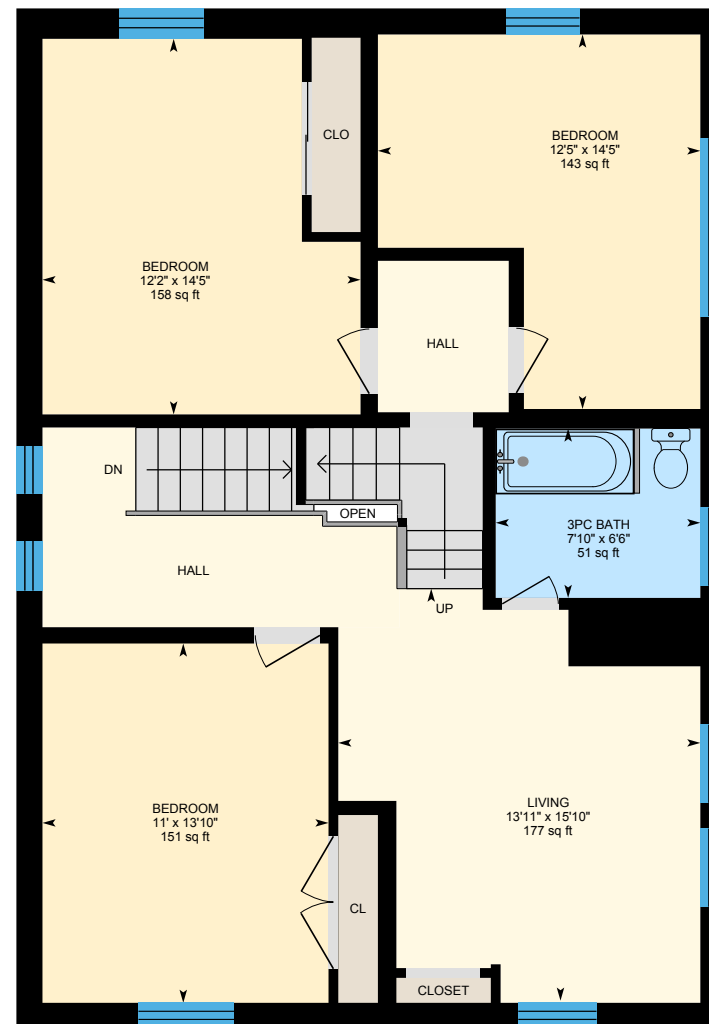 CLO
BEDROOM
12'5" x 14'5"
143 sq ft
BEDROOM
12'2" x 14'5"
158 sq ft
HALL
DN
OPEN
3PC BATH
7'10" x 6'6"
51 sq ft
HALL
UP
BEDROOM
11' x 13'10"
151 sq ft
LIVING
13'11" x 15'10"
177 sq ft
CL
CLOSET